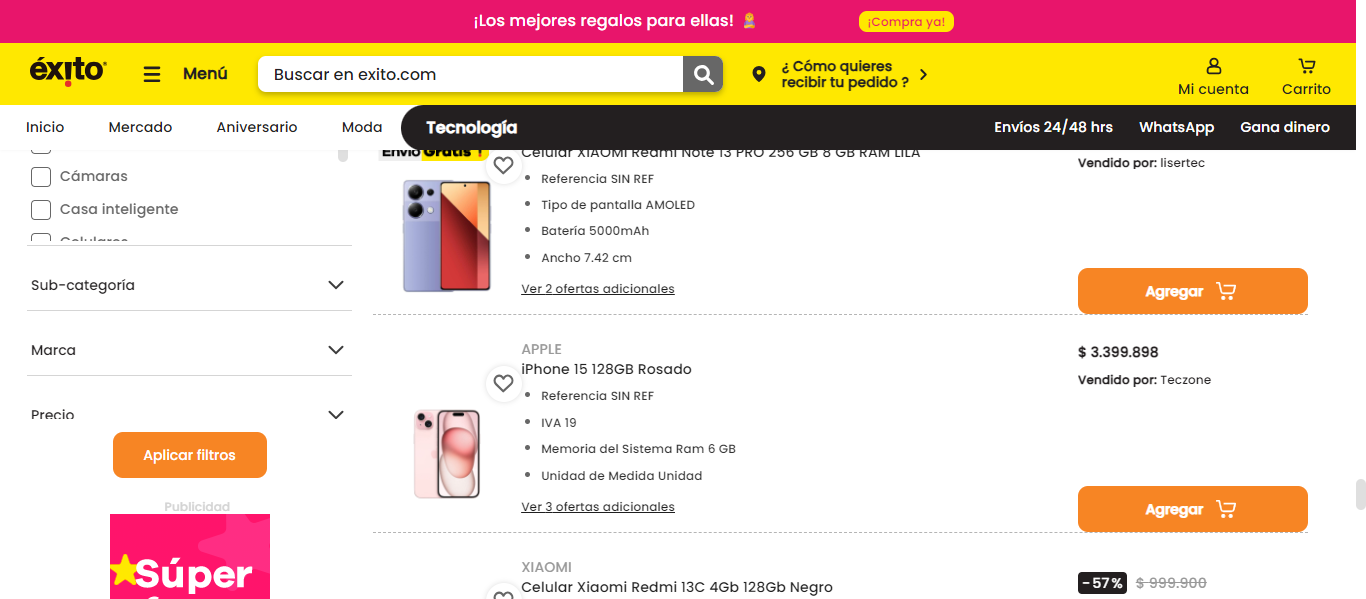 ¡Los mejores regalos para ellas!
¡Compra ya!
éxito
Menú
Buscar en exito.com
¿ Cómo quieres
recibir tu pedido ?
Mi cuenta
Carrito
Inicio
Mercado
Aniversario
Moda
Tecnología
Envíos 24/48 hrs
WhatsApp
Gana dinero
Cámaras
Casa inteligente
Celulares
Sub-categoría
Marca
Precio
Aplicar filtros
Publicidad
Súper
Envío Gratis !
Celular XIAOMI Redmi Note 13 PRO 256 GB 8 GB RAM LILA
Referencia SIN REF
Tipo de pantalla AMOLED
Batería 5000mAh
Ancho 7.42 cm
Ver 2 ofertas adicionales
Vendido por: lisertec
Agregar
APPLE
iPhone 15 128GB Rosado
Referencia SIN REF
IVA 19
Memoria del Sistema Ram 6 GB
Unidad de Medida Unidad
Ver 3 ofertas adicionales
$ 3.399.898
Vendido por: Teczone
Agregar
XIAOMI
Celular Xiaomi Redmi 13C 4Gb 128Gb Negro
-57% $ 999.900